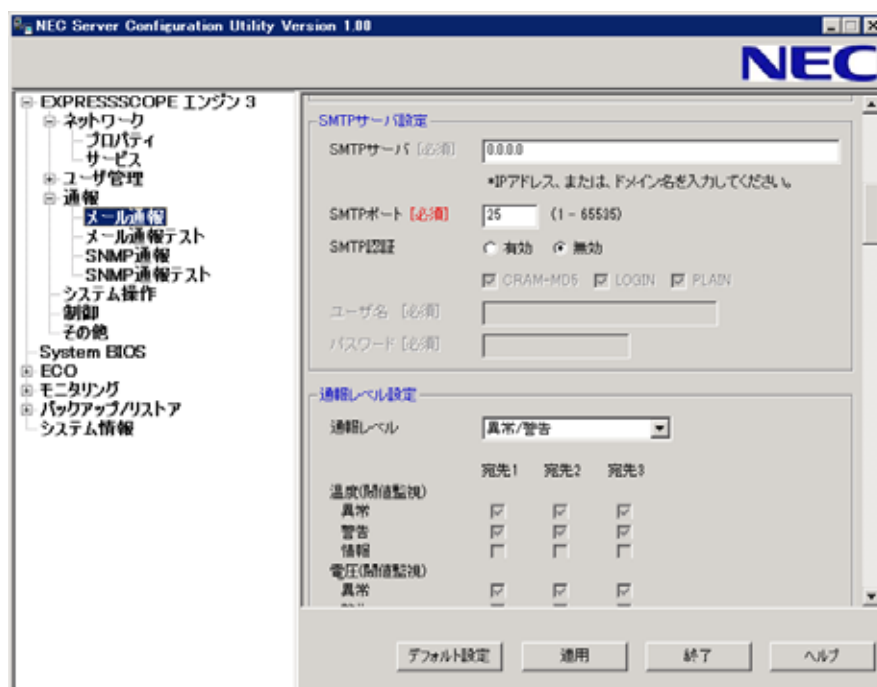 NEC Server Configuration Utility Version 1.00
NEC
EXPRESSSCOPE エンジン 3
ネットワーク
プロパティ
サービス
ユーザ管理
通報
メール通報
メール通報テスト
SNMP通報
SNMP通報テスト
システム操作
制御
その他
System BIOS
ECO
モニタリング
バックアップ/リストア
システム情報
SMTPサーバ設定
SMTPサーバ [必須] 0.0.0.0
*IPアドレス、または、ドメイン名を入力してください。
SMTPポート [必須] 25 (1 - 65535)
SMTP認証 有効 無効
CRAM-MD5 LOGIN PLAIN
ユーザ名 [必須]
パスワード [必須]
通報レベル設定
通報レベル 異常/警告
宛先1 宛先2 宛先3
温度(閾値監視)
異常
警告
情報
電圧(閾値監視)
異常
デフォルト設定 適用 終了 ヘルプ